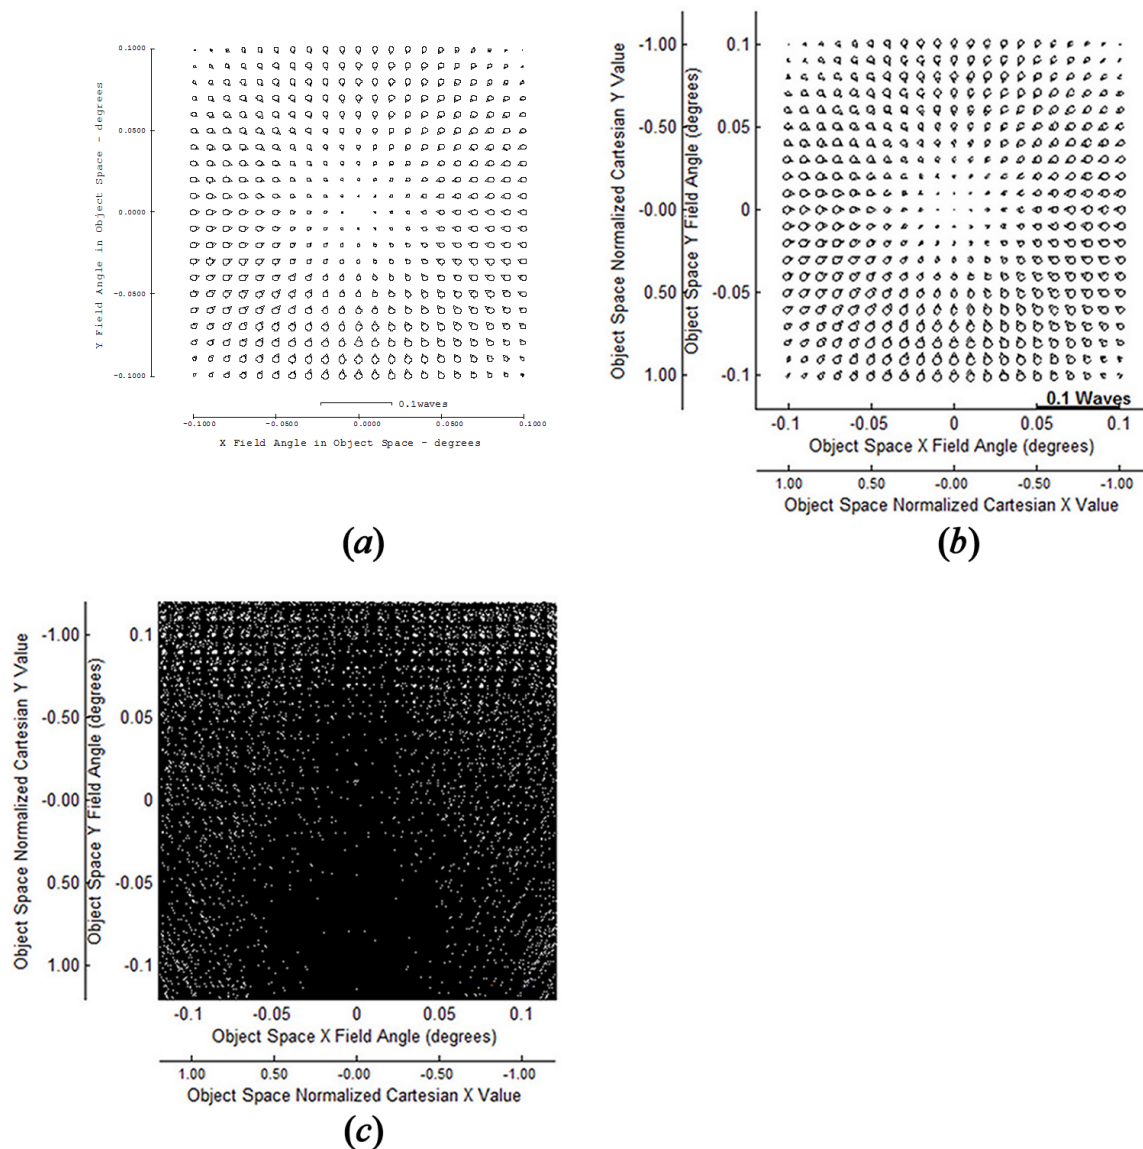 0.1000
0.0500
0.0000
-0.0500
-0.1000
Y Field Angle in Object Space - degrees
0.1waves
-0.1000 -0.0500 0.0000 0.0500 0.1000
X Field Angle in Object Space - degrees
(a)
Object Space Normalized Cartesian Y Value
-1.00
-0.50
-0.00
0.50
1.00
Object Space Y Field Angle (degrees)
0.1
0.05
0
-0.05
-0.1
0.1 Waves
-0.1 -0.05 0 0.05 0.1
Object Space X Field Angle (degrees)
1.00 0.50 -0.00 -0.50 -1.00
Object Space Normalized Cartesian X Value
(b)
Object Space Normalized Cartesian Y Value
-1.00
-0.50
-0.00
0.50
1.00
Object Space Y Field Angle (degrees)
0.1
0.05
0
-0.05
-0.1
-0.1 -0.05 0 0.05 0.1
Object Space X Field Angle (degrees)
1.00 0.50 -0.00 -0.50 -1.00
Object Space Normalized Cartesian X Value
(c)